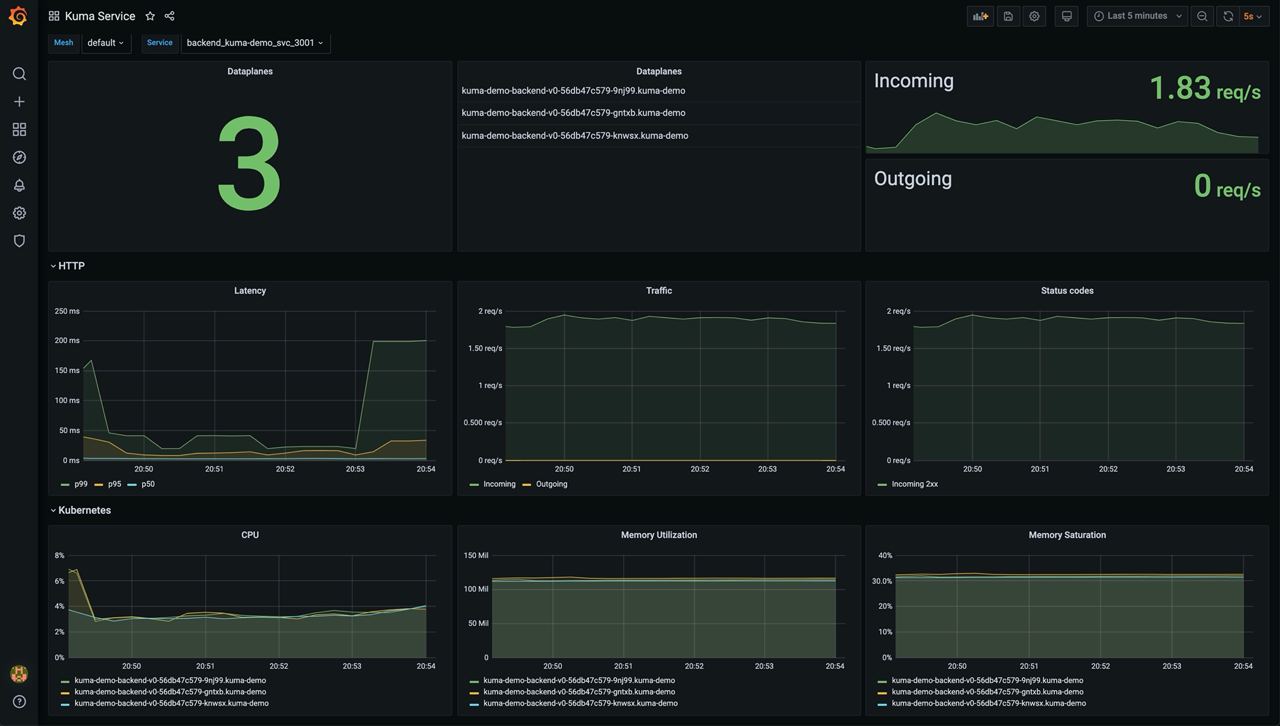 Kuma Service
Last 5 minutes
5s
Mesh default Service backend_kuma-demo_svc_3001
Dataplanes
3
Dataplanes
kuma-demo-backend-v0-56db47c579-9nj99.kuma-demo
kuma-demo-backend-v0-56db47c579-gntxb.kuma-demo
kuma-demo-backend-v0-56db47c579-knwsx.kuma-demo
Incoming
1.83 req/s
Outgoing
0 req/s
HTTP
Latency
250 ms
200 ms
150 ms
100 ms
50 ms
0 ms
20:50 20:51 20:52 20:53 20:54
p99 p95 p50
Traffic
2 req/s
1.50 req/s
1 req/s
0.500 req/s
0 req/s
20:50 20:51 20:52 20:53 20:54
Incoming Outgoing
Status codes
2 req/s
1.50 req/s
1 req/s
0.500 req/s
0 req/s
20:50 20:51 20:52 20:53 20:54
Incoming 2xx
Kubernetes
CPU
8%
6%
4%
2%
0%
20:50 20:51 20:52 20:53 20:54
kuma-demo-backend-v0-56db47c579-9nj99.kuma-demo
kuma-demo-backend-v0-56db47c579-gntxb.kuma-demo
kuma-demo-backend-v0-56db47c579-knwsx.kuma-demo
Memory Utilization
150 Mil
100 Mil
50 Mil
0
20:50 20:51 20:52 20:53 20:54
kuma-demo-backend-v0-56db47c579-9nj99.kuma-demo
kuma-demo-backend-v0-56db47c579-gntxb.kuma-demo
kuma-demo-backend-v0-56db47c579-knwsx.kuma-demo
Memory Saturation
40%
30.0%
20%
10%
0%
20:50 20:51 20:52 20:53 20:54
kuma-demo-backend-v0-56db47c579-9nj99.kuma-demo
kuma-demo-backend-v0-56db47c579-gntxb.kuma-demo
kuma-demo-backend-v0-56db47c579-knwsx.kuma-demo